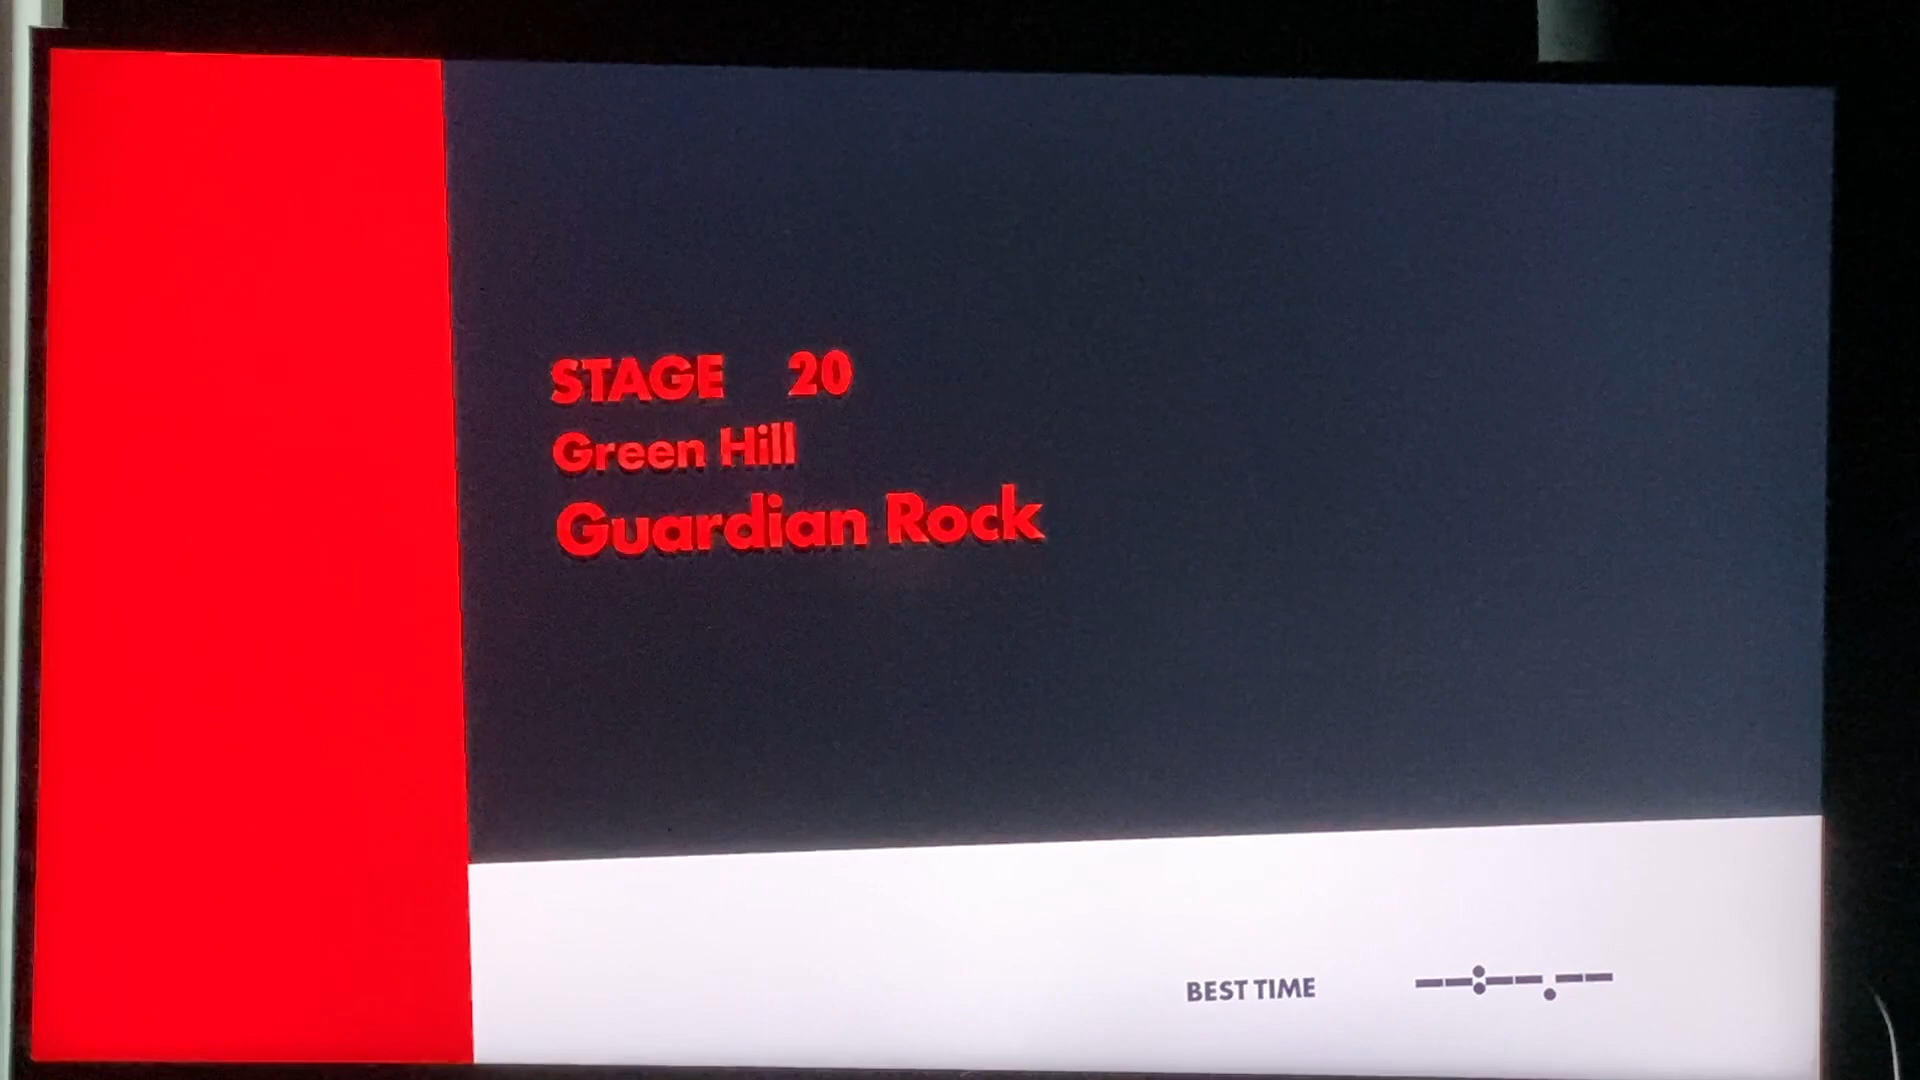 STAGE 20
Green Hill
Guardian Rock
BEST TIME --:--.--